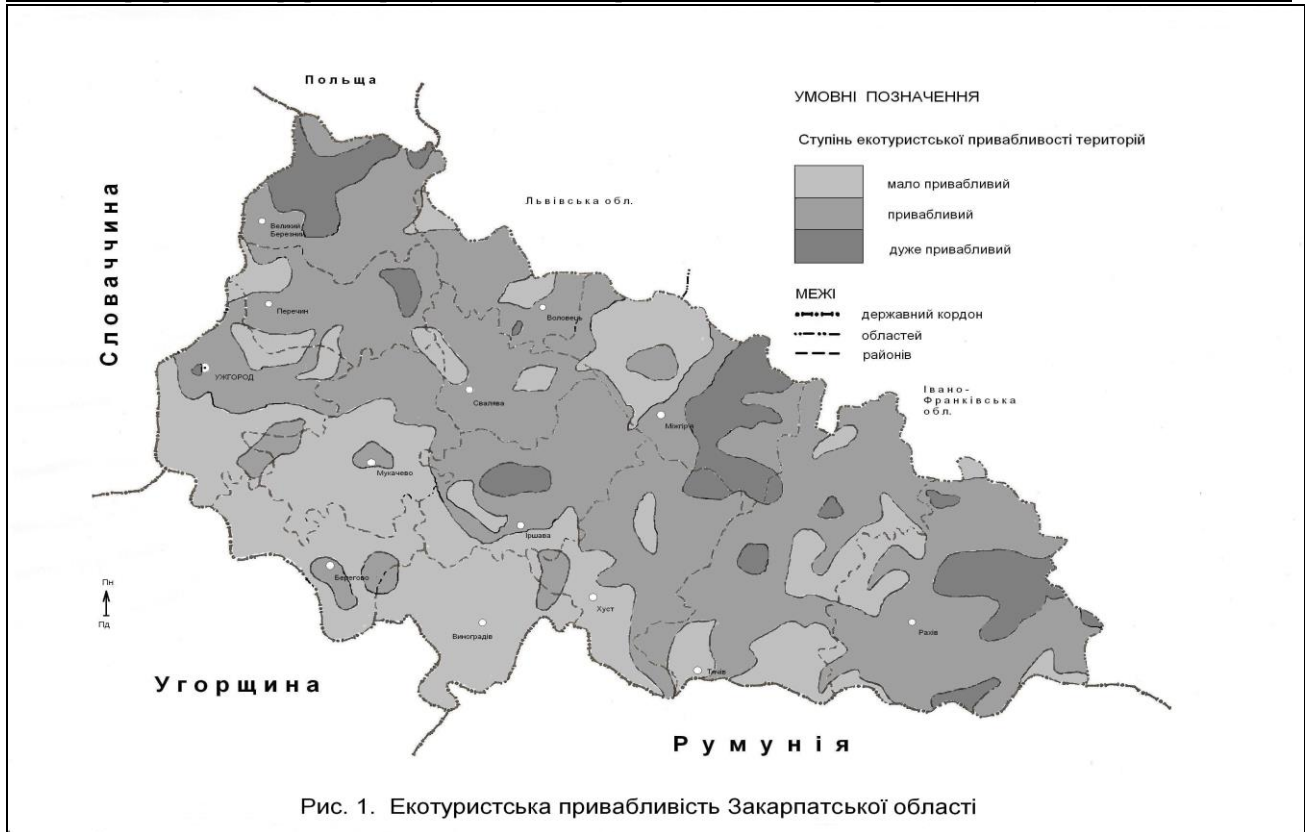 Польща
Словаччина
Львівська обл.
УМОВНІ ПОЗНАЧЕННЯ
Ступінь екотуристської привабливості територій
мало привабливий
привабливий
дуже привабливий
МЕЖІ
державний кордон
областей
районів
Великий
Березний
Перечин
Воловець
УЖГОРОД
Свалява
Міжгір'я
Івано-
Франківська
обл.
Мукачево
Іршава
Берегово
Хуст
Виноградів
Рахів
Тячів
Пн
Пд
Угорщина
Румунія
Рис. 1. Екотуристська привабливість Закарпатської області